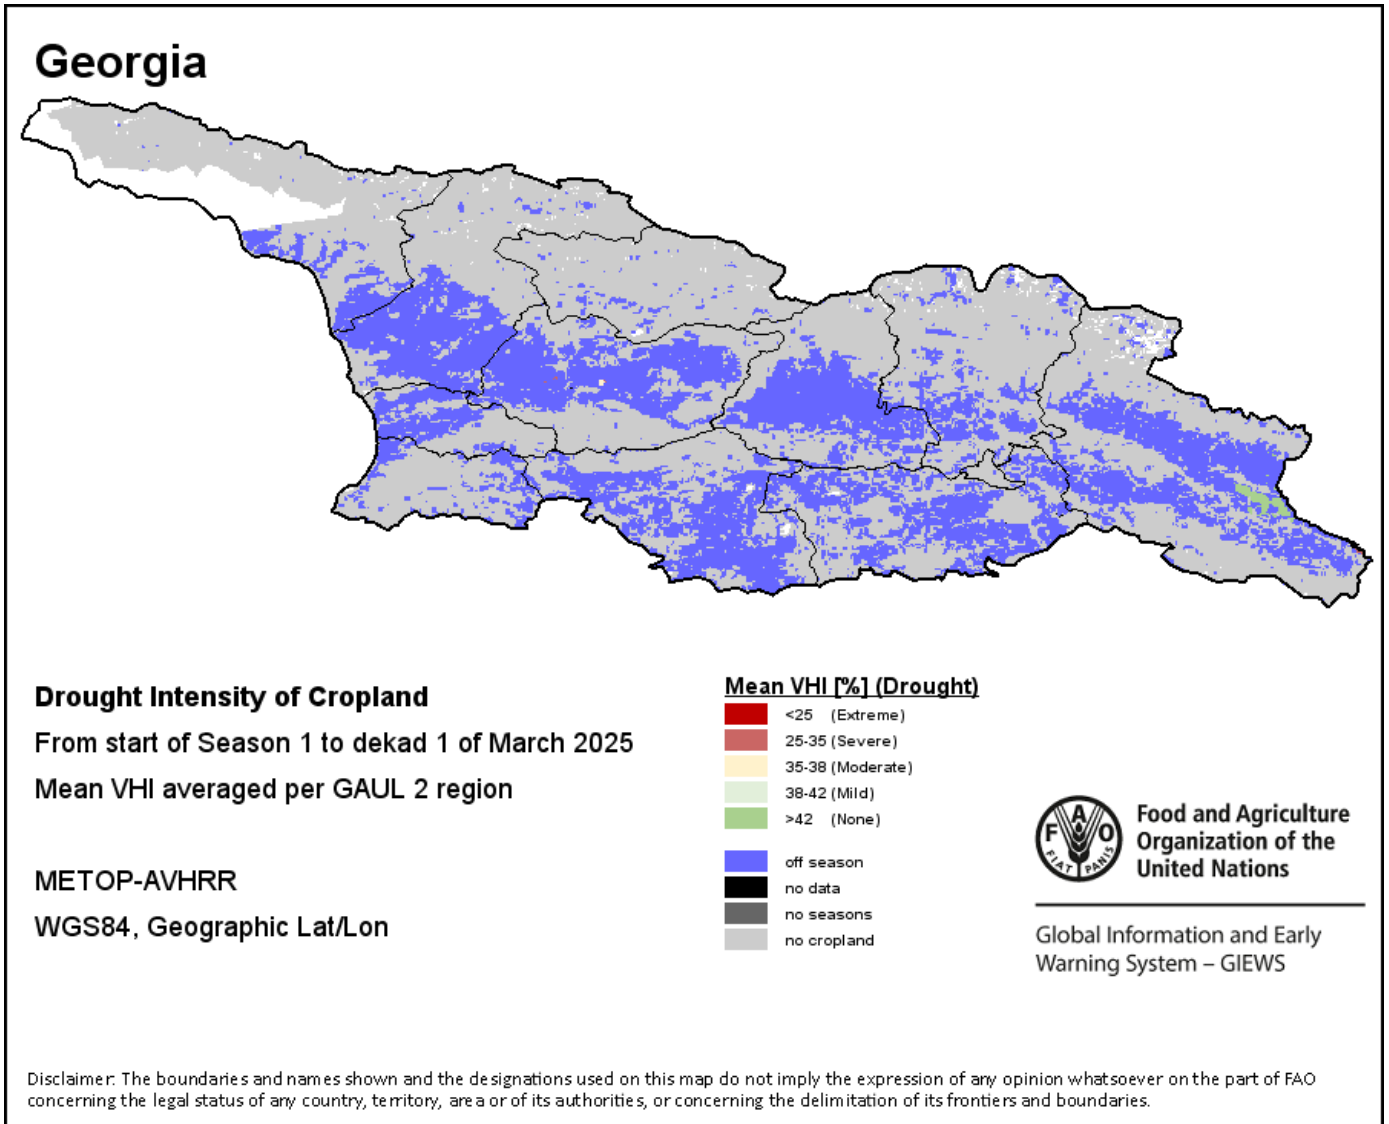 Georgia
Drought Intensity of Cropland
From start of Season 1 to dekad 1 of March 2025
Mean VHI averaged per GAUL 2 region
METOP-AVHRR
WGS84, Geographic Lat/Lon
Mean VHI [%] (Drought)
<25 (Extreme)
25-35 (Severe)
35-38 (Moderate)
38-42 (Mild)
>42 (None)
off season
no data
no seasons
no cropland
F A O
FIAT PANIS
Food and Agriculture
Organization of the
United Nations
Global Information and Early
Warning System – GIEWS
Disclaimer: The boundaries and names shown and the designations used on this map do not imply the expression of any opinion whatsoever on the part of FAO
concerning the legal status of any country, territory, area or of its authorities, or concerning the delimitation of its frontiers and boundaries.